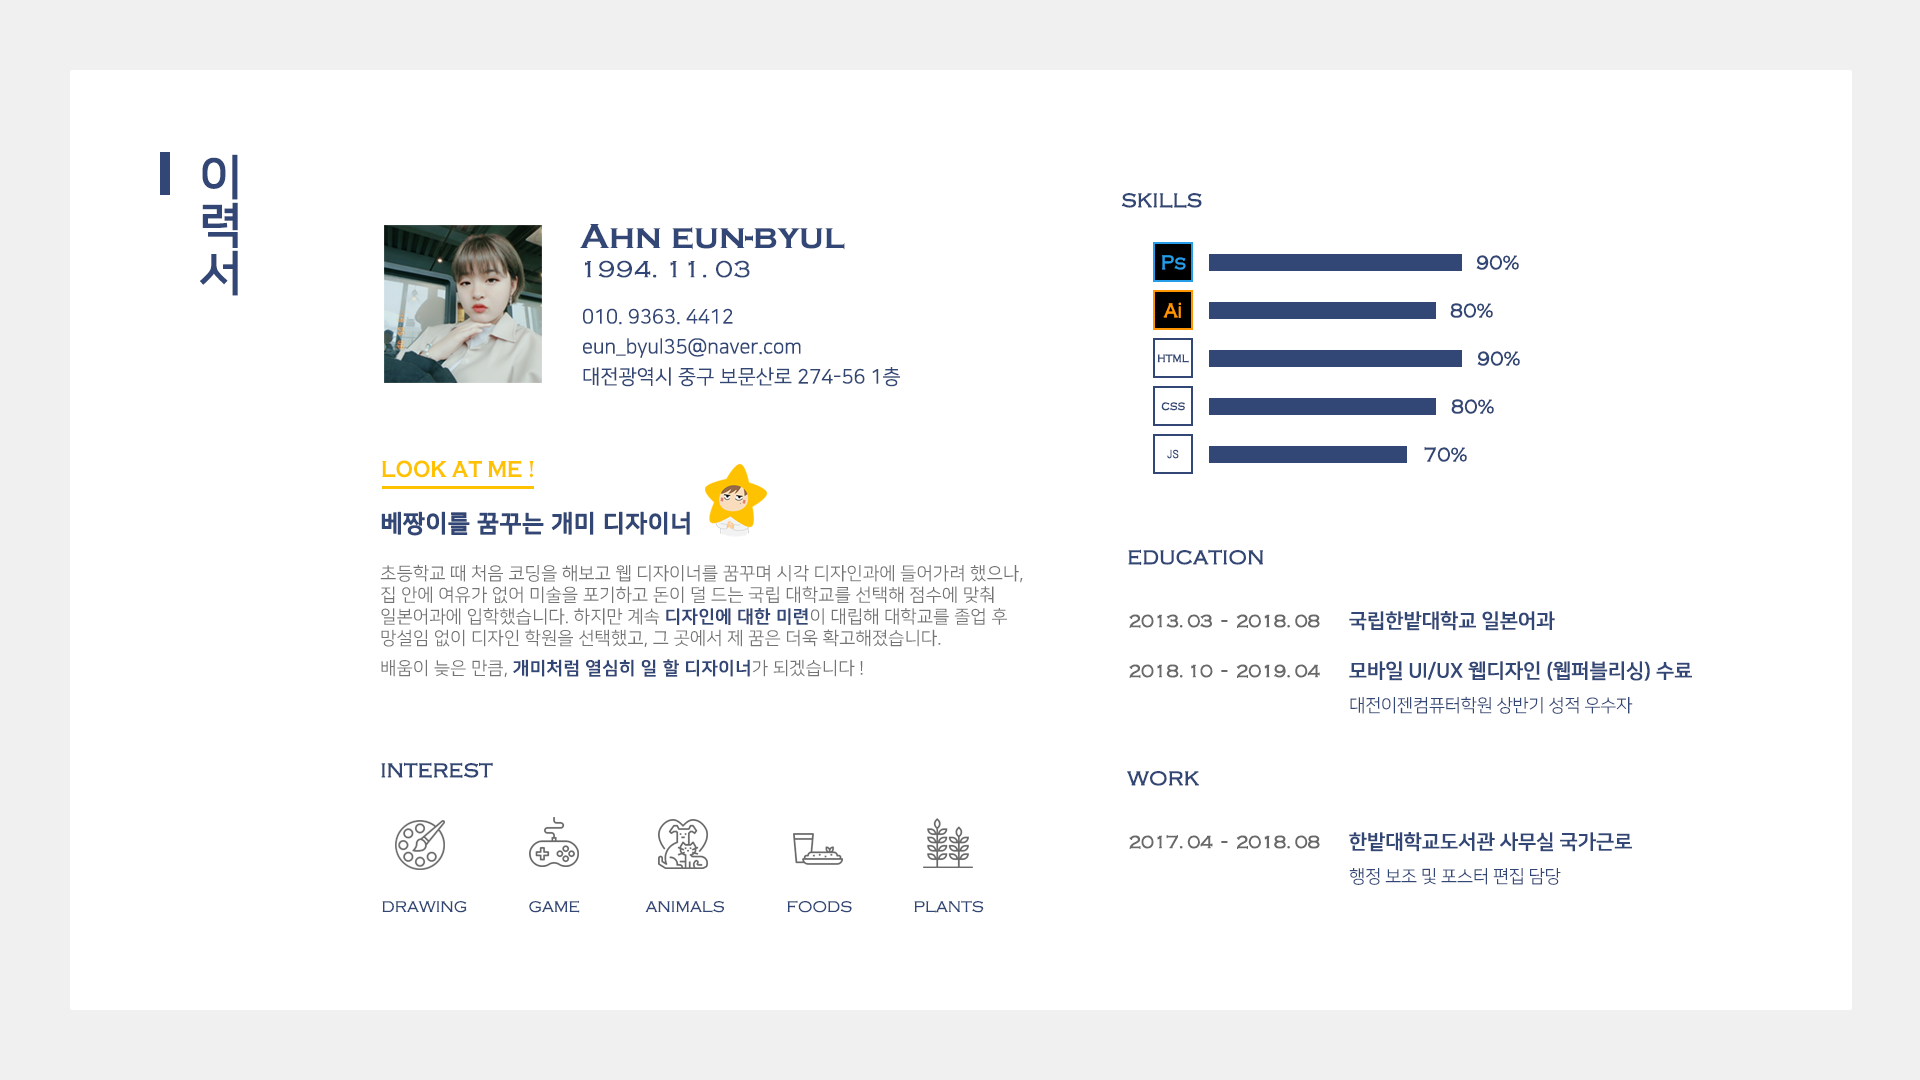 이력서
AHN EUN-BYUL
1994. 11. 03
010. 9363. 4412
eun_byul35@naver.com
대전광역시 중구 보문산로 274-56 1층
LOOK AT ME !
베짱이를 꿈꾸는 개미 디자이너
초등학교 때 처음 코딩을 해보고 웹 디자이너를 꿈꾸며 시각 디자인과에 들어가려 했으나,
집 안에 여유가 없어 미술을 포기하고 돈이 덜 드는 국립 대학교를 선택해 점수에 맞춰
일본어과에 입학했습니다. 하지만 계속 디자인에 대한 미련이 대립해 대학교를 졸업 후
망설임 없이 디자인 학원을 선택했고, 그 곳에서 제 꿈은 더욱 확고해졌습니다.
배움이 늦은 만큼, 개미처럼 열심히 일 할 디자이너가 되겠습니다 !
INTEREST
DRAWING
GAME
ANIMALS
FOODS
PLANTS
SKILLS
Ps 90%
Ai 80%
HTML 90%
CSS 80%
JS 70%
EDUCATION
2013. 03 - 2018. 08 국립한밭대학교 일본어과
2018. 10 - 2019. 04 모바일 UI/UX 웹디자인 (웹퍼블리싱) 수료
대전이젠컴퓨터학원 상반기 성적 우수자
WORK
2017. 04 - 2018. 08 한밭대학교도서관 사무실 국가근로
행정 보조 및 포스터 편집 담당